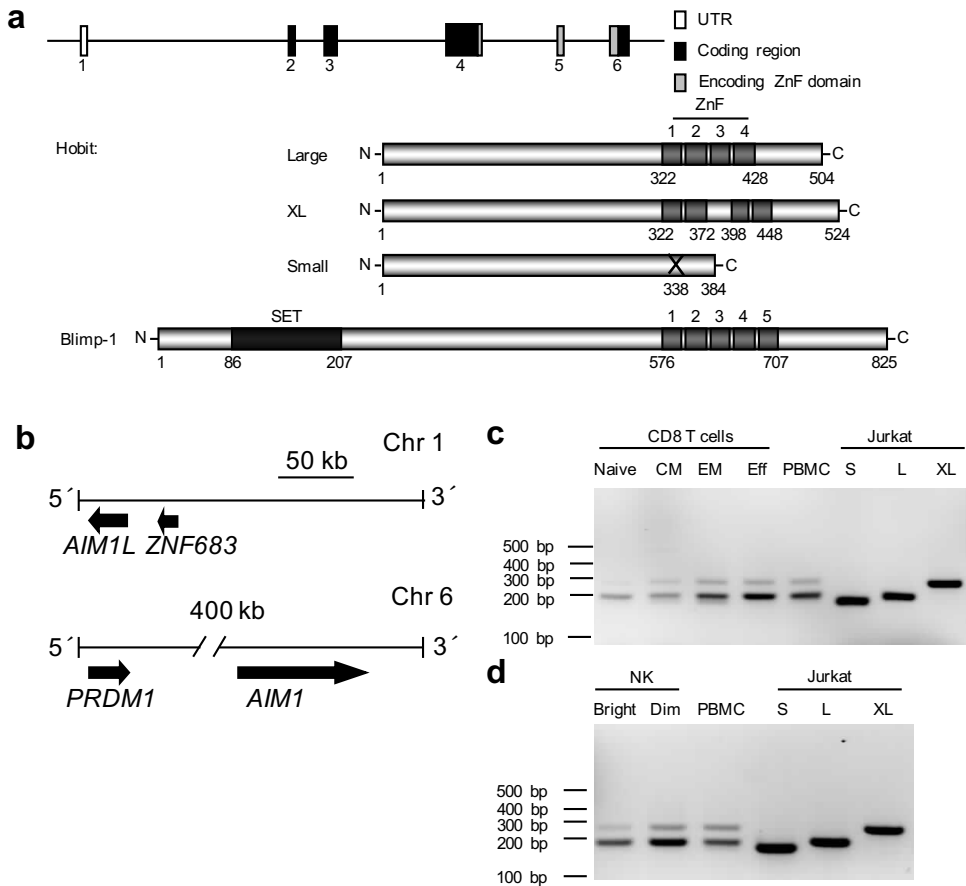 a
UTR
Coding region
Encoding ZnF domain
1 2 3 4 5 6
ZnF
Hobit:
1 2 3 4
Large N C
1 322 428 504
XL N C
1 322 372 398 448 524
Small N X C
1 338 384
SET 1 2 3 4 5
Blimp-1 N C
1 86 207 576 707 825
b
Chr 1
50 kb
5´ 3´
AIM1L ZNF683
Chr 6
400 kb
5´ 3´
PRDM1 AIM1
c
CD8 T cells Jurkat
Naive CM EM Eff PBMC S L XL
500 bp
400 bp
300 bp
200 bp
100 bp
d
NK Jurkat
Bright Dim PBMC S L XL
500 bp
400 bp
300 bp
200 bp
100 bp